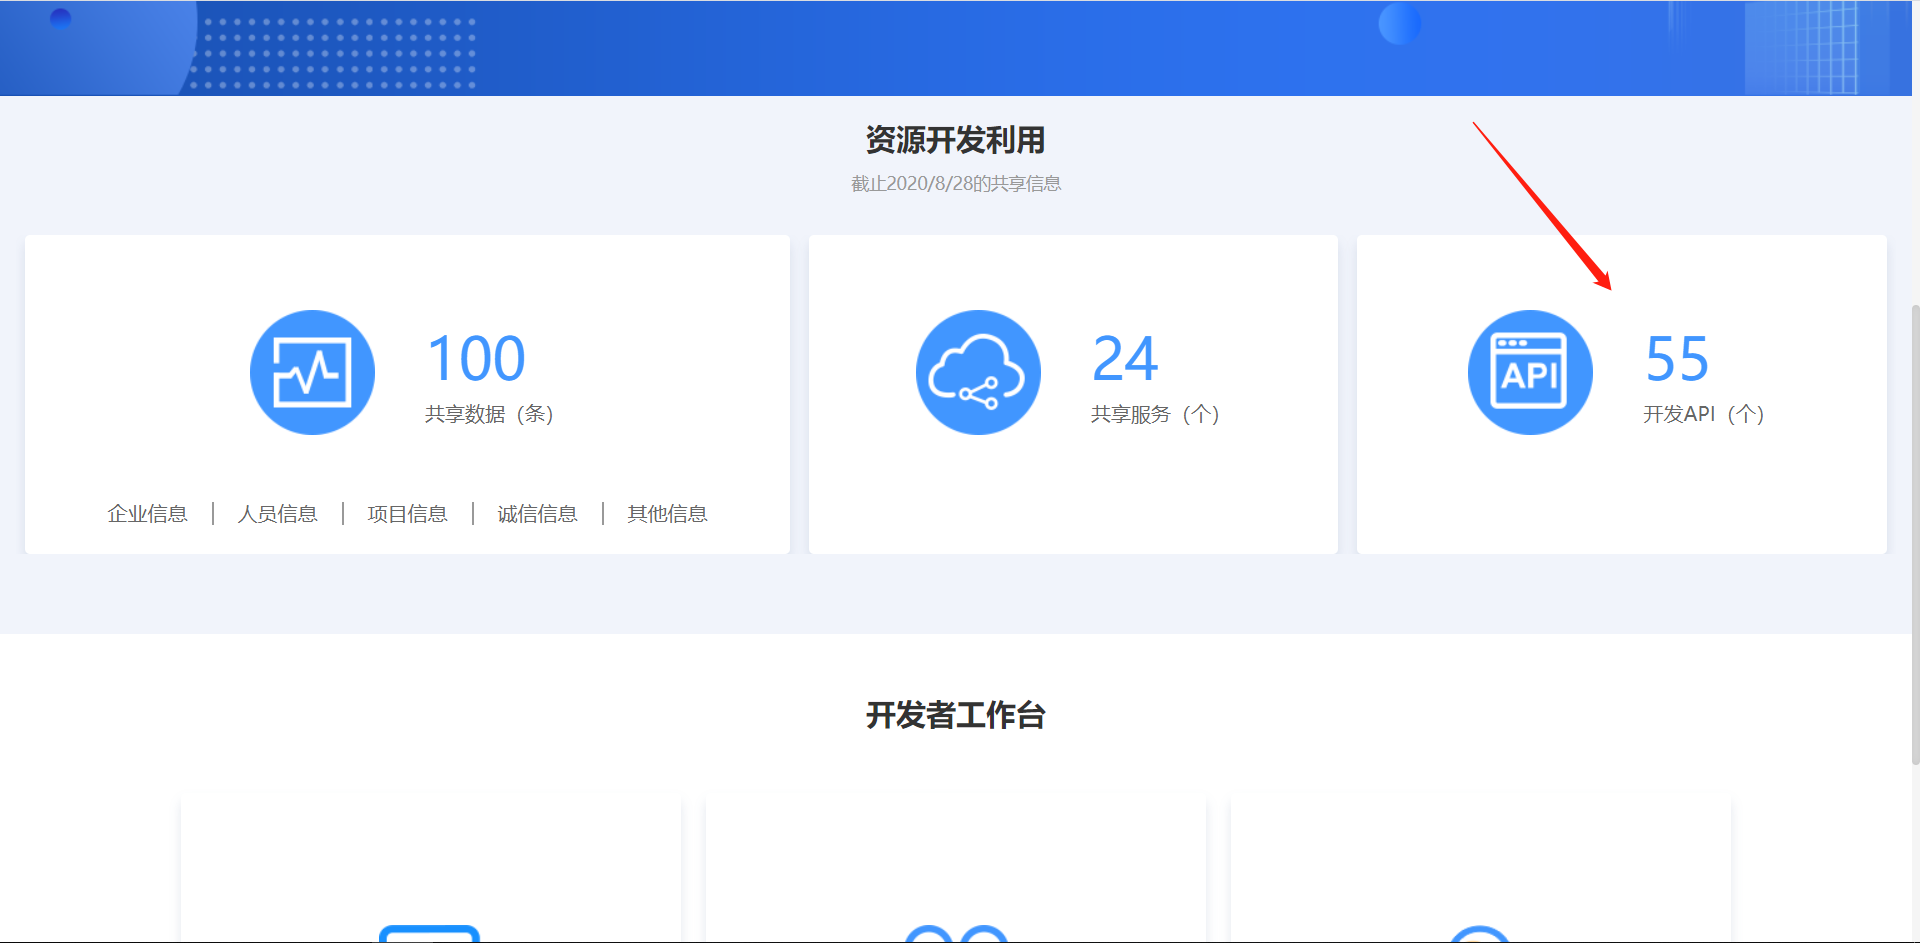 资源开发利用
截止2020/8/28的共享信息
100
共享数据（条）
企业信息 | 人员信息 | 项目信息 | 诚信信息 | 其他信息
24
共享服务（个）
API
55
开发API（个）
开发者工作台